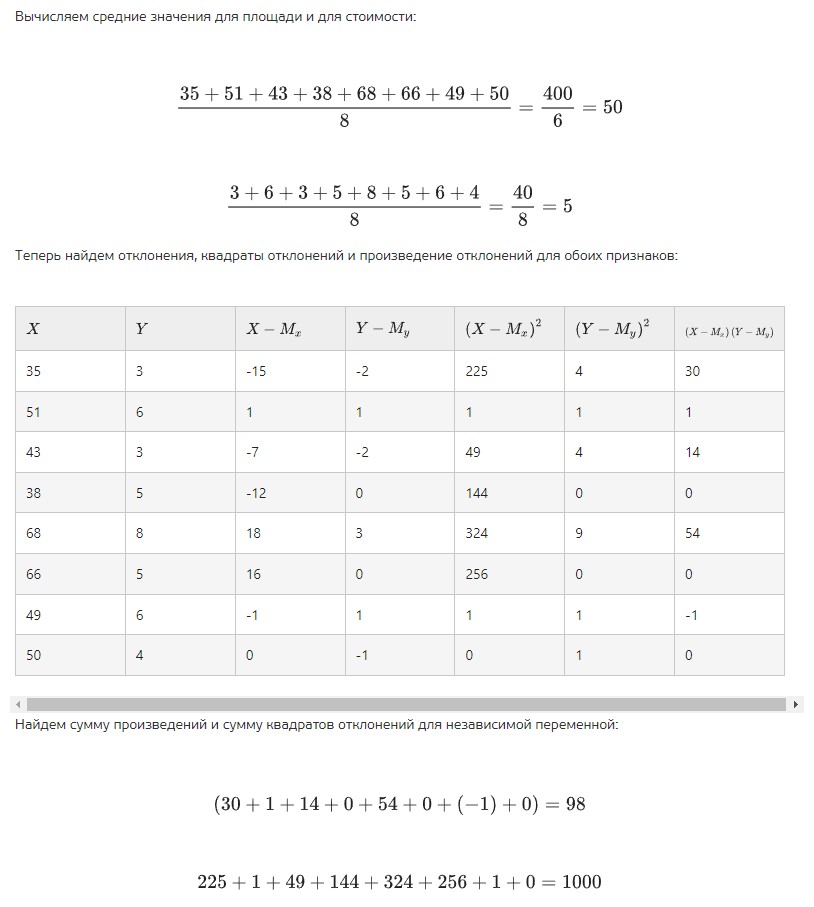 Вычисляем средние значения для площади и для стоимости:
\frac{35 + 51 + 43 + 38 + 68 + 66 + 49 + 50}{8} = \frac{400}{6} = 50
\frac{3 + 6 + 3 + 5 + 8 + 5 + 6 + 4}{8} = \frac{40}{8} = 5
Теперь найдем отклонения, квадраты отклонений и произведение отклонений для обоих признаков:
X Y X − M_x Y − M_y (X − M_x)^2 (Y − M_y)^2 (X − M_x)(Y − M_y)
35 3 -15 -2 225 4 30
51 6 1 1 1 1 1
43 3 -7 -2 49 4 14
38 5 -12 0 144 0 0
68 8 18 3 324 9 54
66 5 16 0 256 0 0
49 6 -1 1 1 1 -1
50 4 0 -1 0 1 0
Найдем сумму произведений и сумму квадратов отклонений для независимой переменной:
(30 + 1 + 14 + 0 + 54 + 0 + (−1) + 0) = 98
225 + 1 + 49 + 144 + 324 + 256 + 1 + 0 = 1000